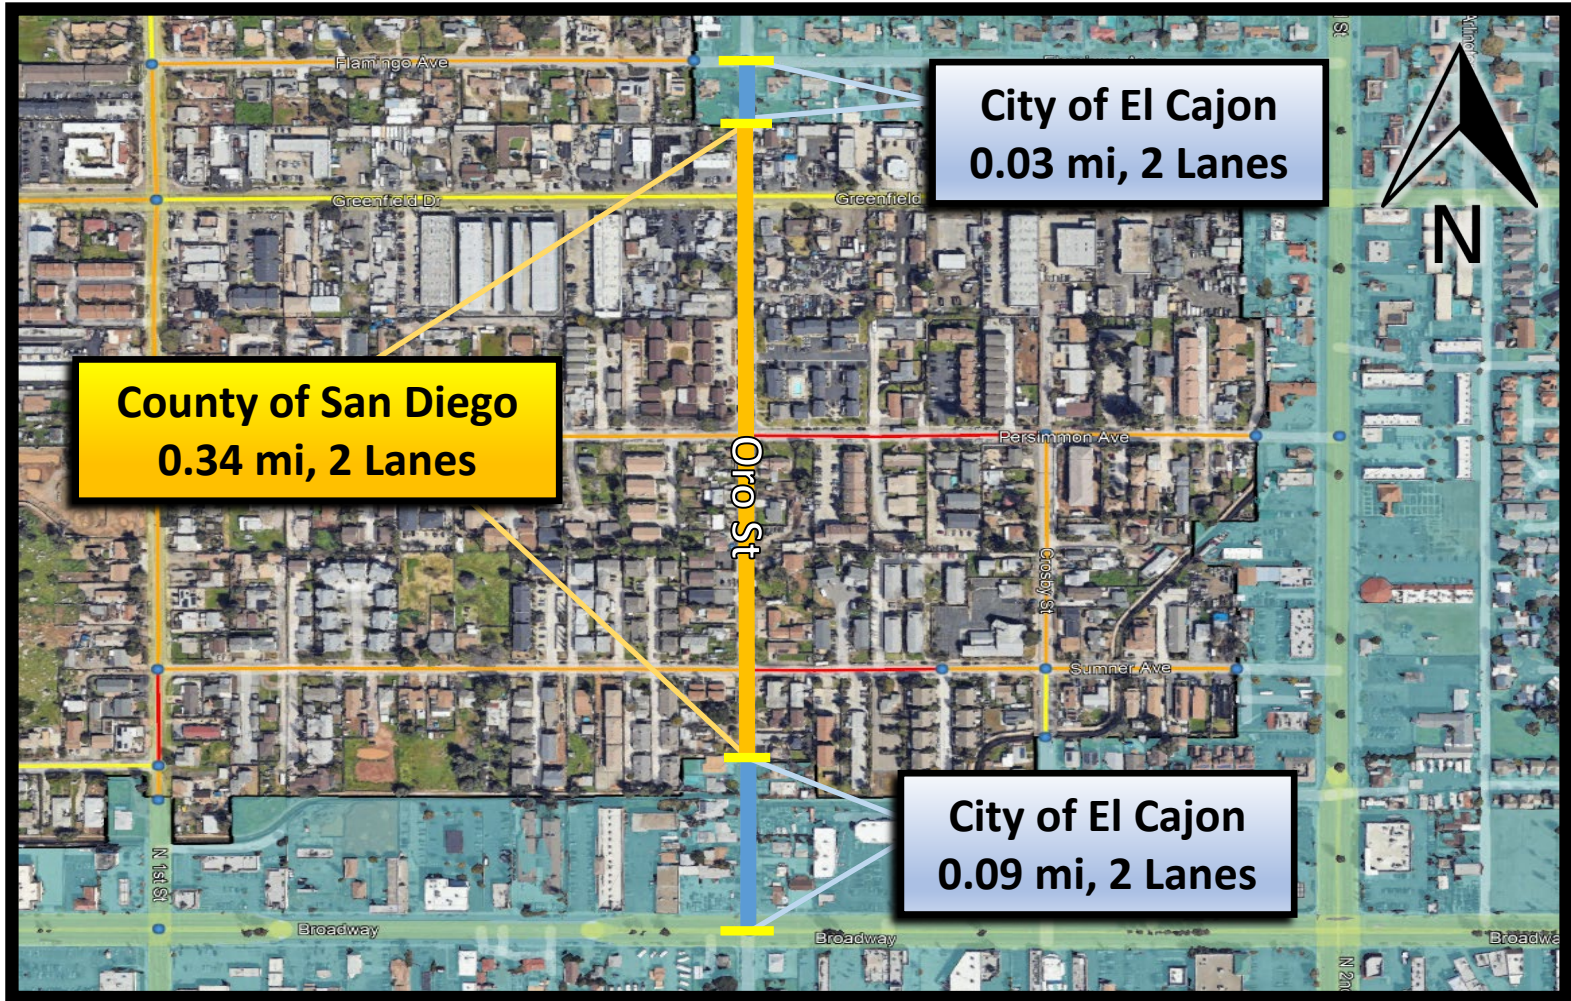 Flamingo Ave
City of El Cajon
0.03 mi, 2 Lanes
N
Greenfield Dr
Greenfield
County of San Diego
0.34 mi, 2 Lanes
Persimmon Ave
Oro St
Crosby St
Sumner Ave
City of El Cajon
0.09 mi, 2 Lanes
N 1st St
Broadway
Broadway
Broadwa
N 2nd